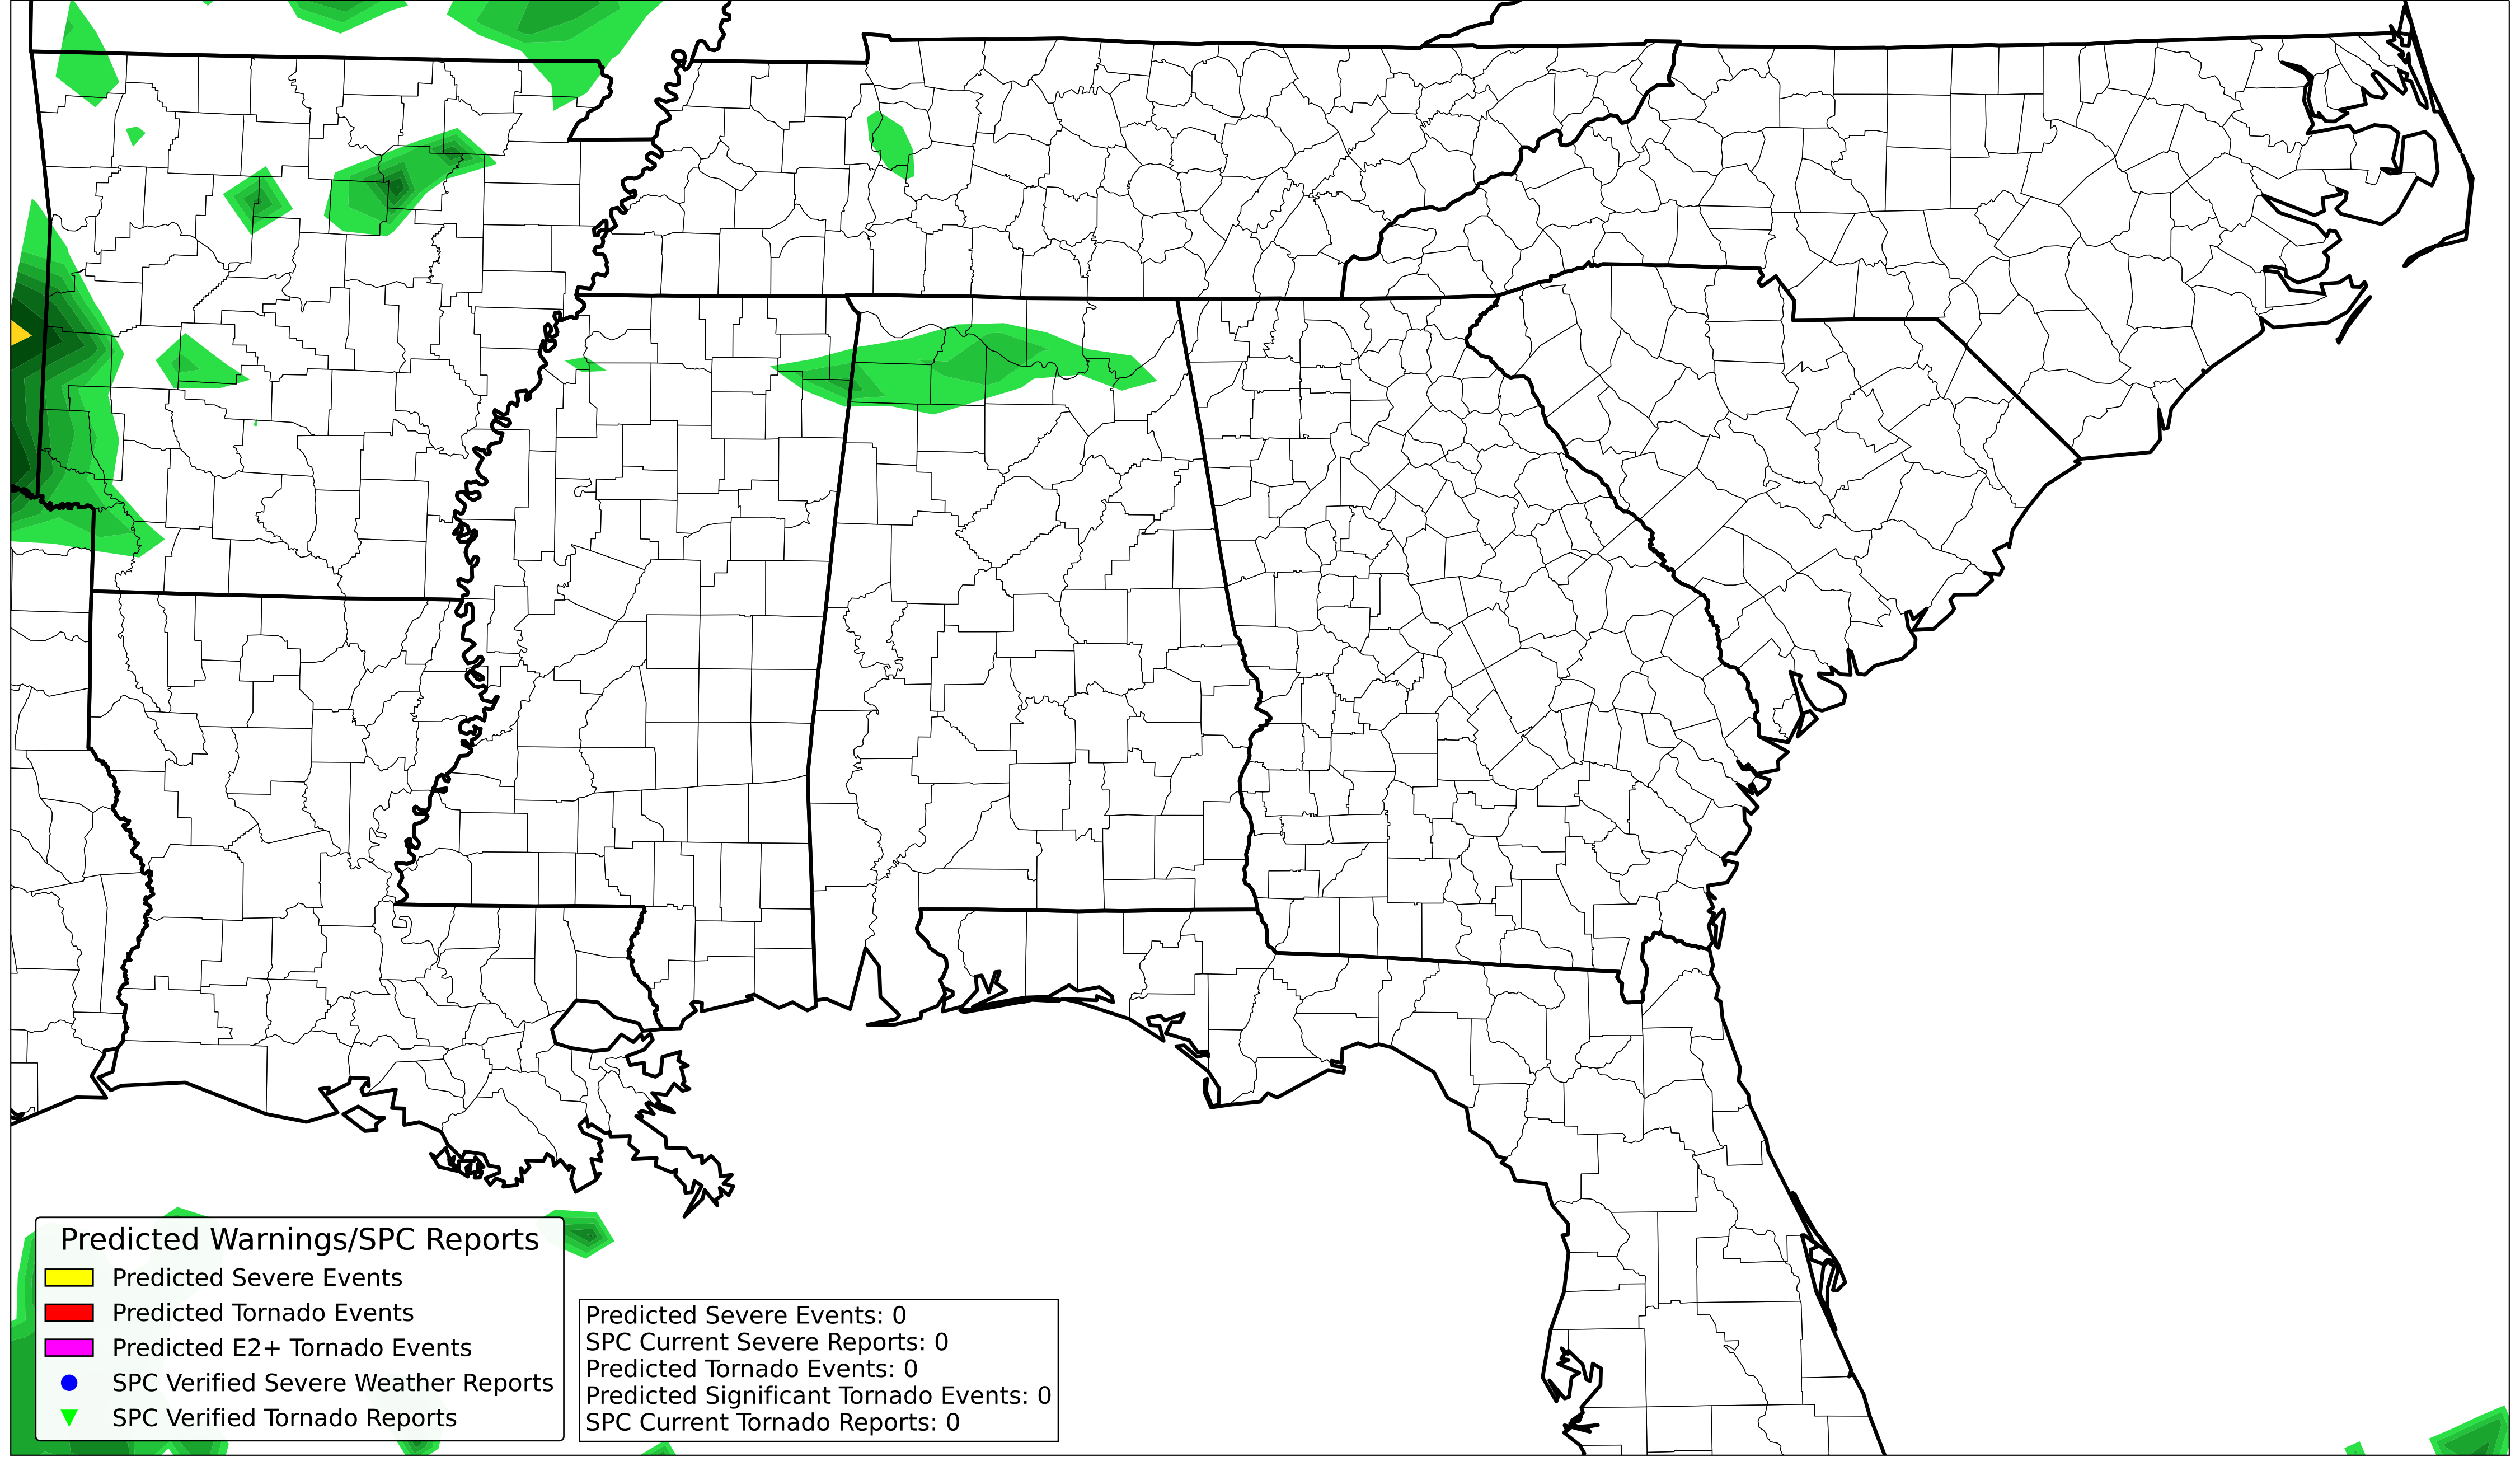 Predicted Warnings/SPC Reports
Predicted Severe Events
Predicted Tornado Events
Predicted E2+ Tornado Events
SPC Verified Severe Weather Reports
SPC Verified Tornado Reports
Predicted Severe Events: 0
SPC Current Severe Reports: 0
Predicted Tornado Events: 0
Predicted Significant Tornado Events: 0
SPC Current Tornado Reports: 0